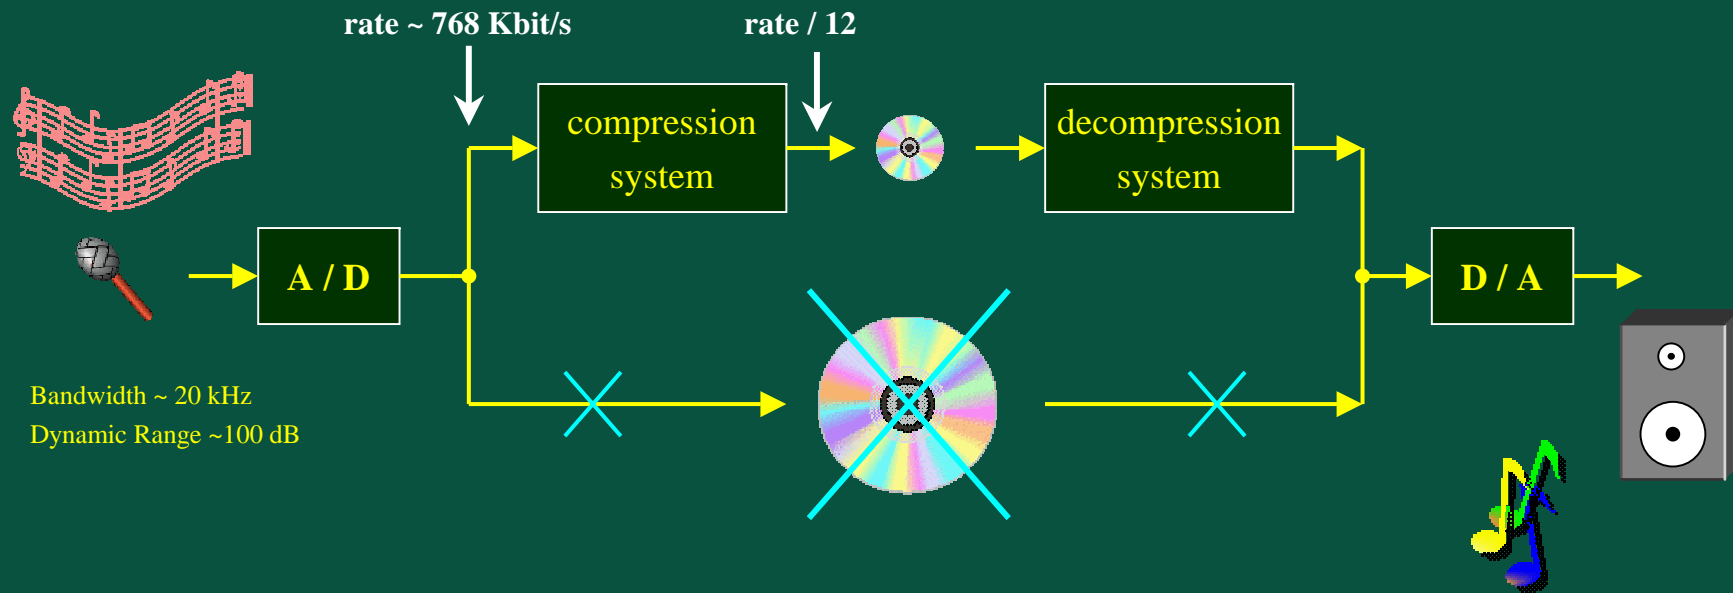 rate ~ 768 Kbit/s
rate / 12
compression
system
decompression
system
A / D
D / A
Bandwidth ~ 20 kHz
Dynamic Range ~100 dB